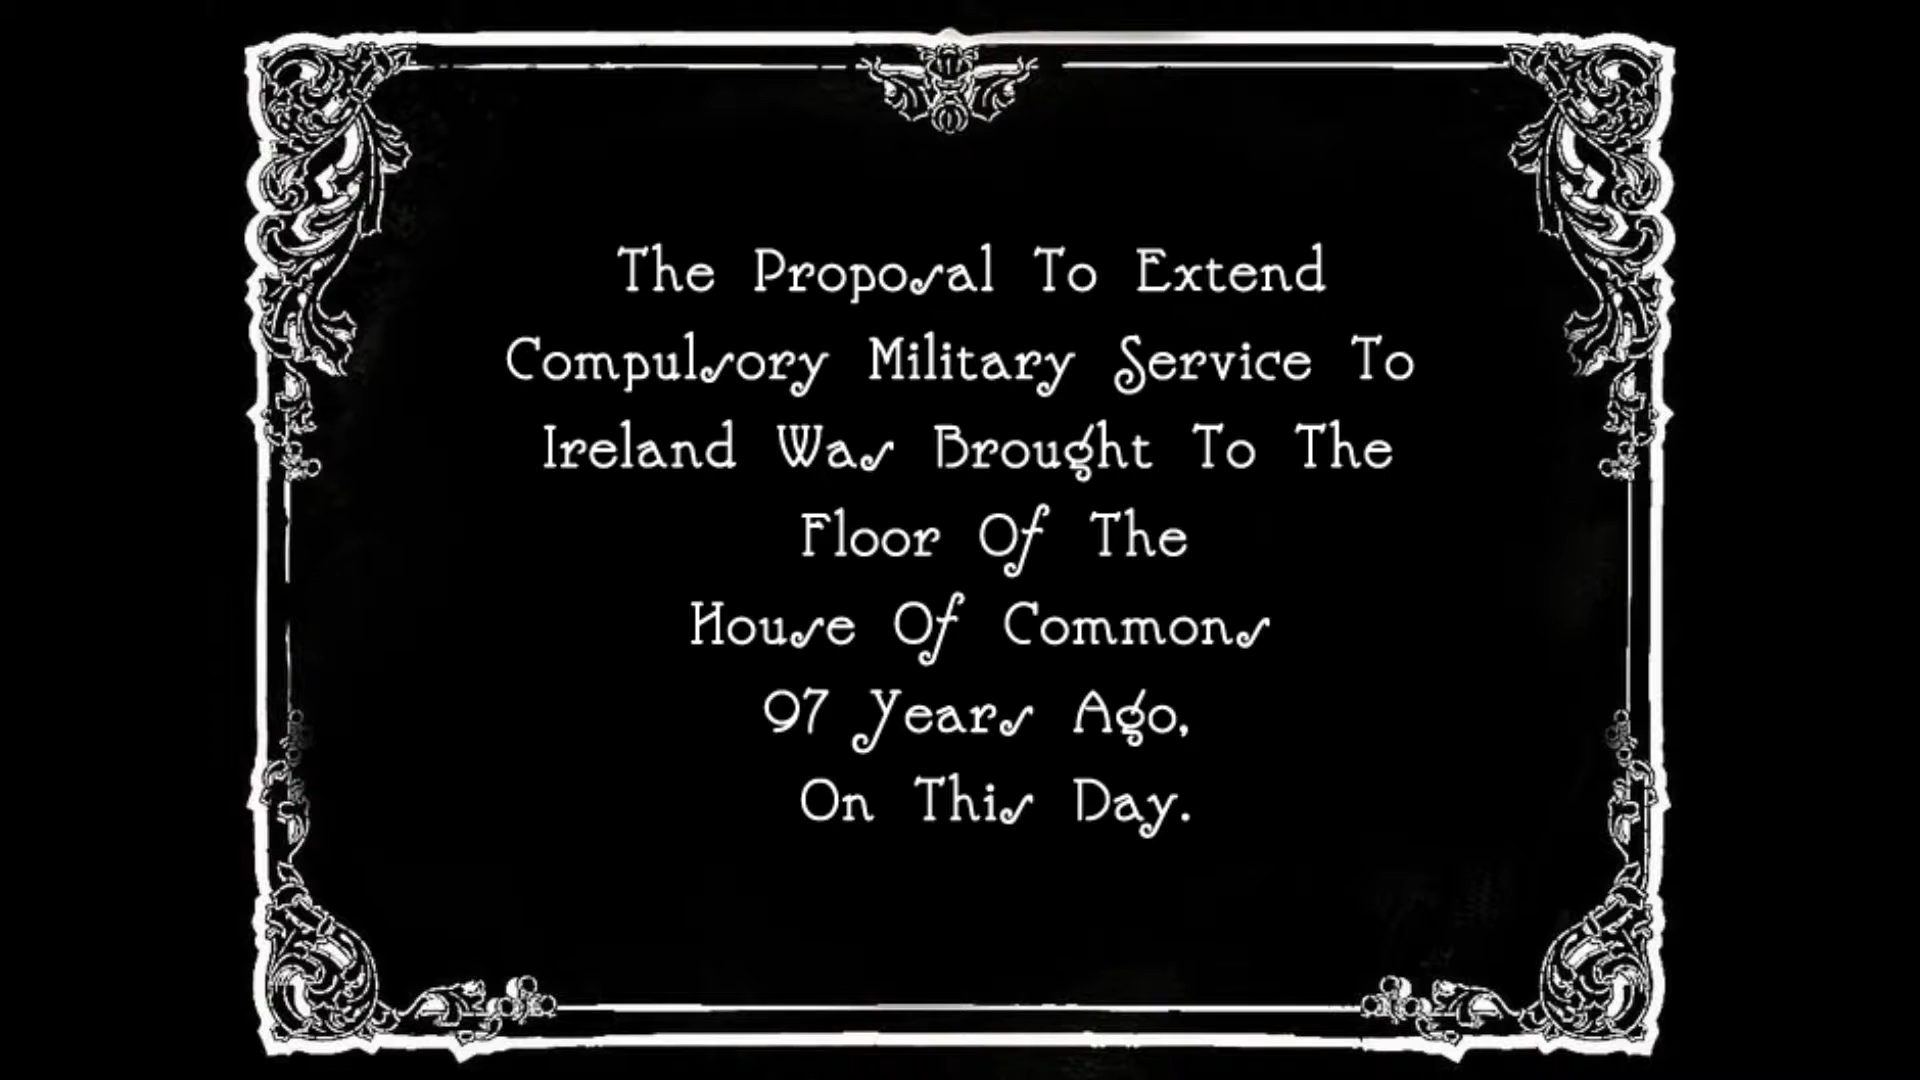 The Proposal To Extend
Compulsory Military Service To
Ireland Was Brought To The
Floor Of The
House Of Commons
97 Years Ago,
On This Day.